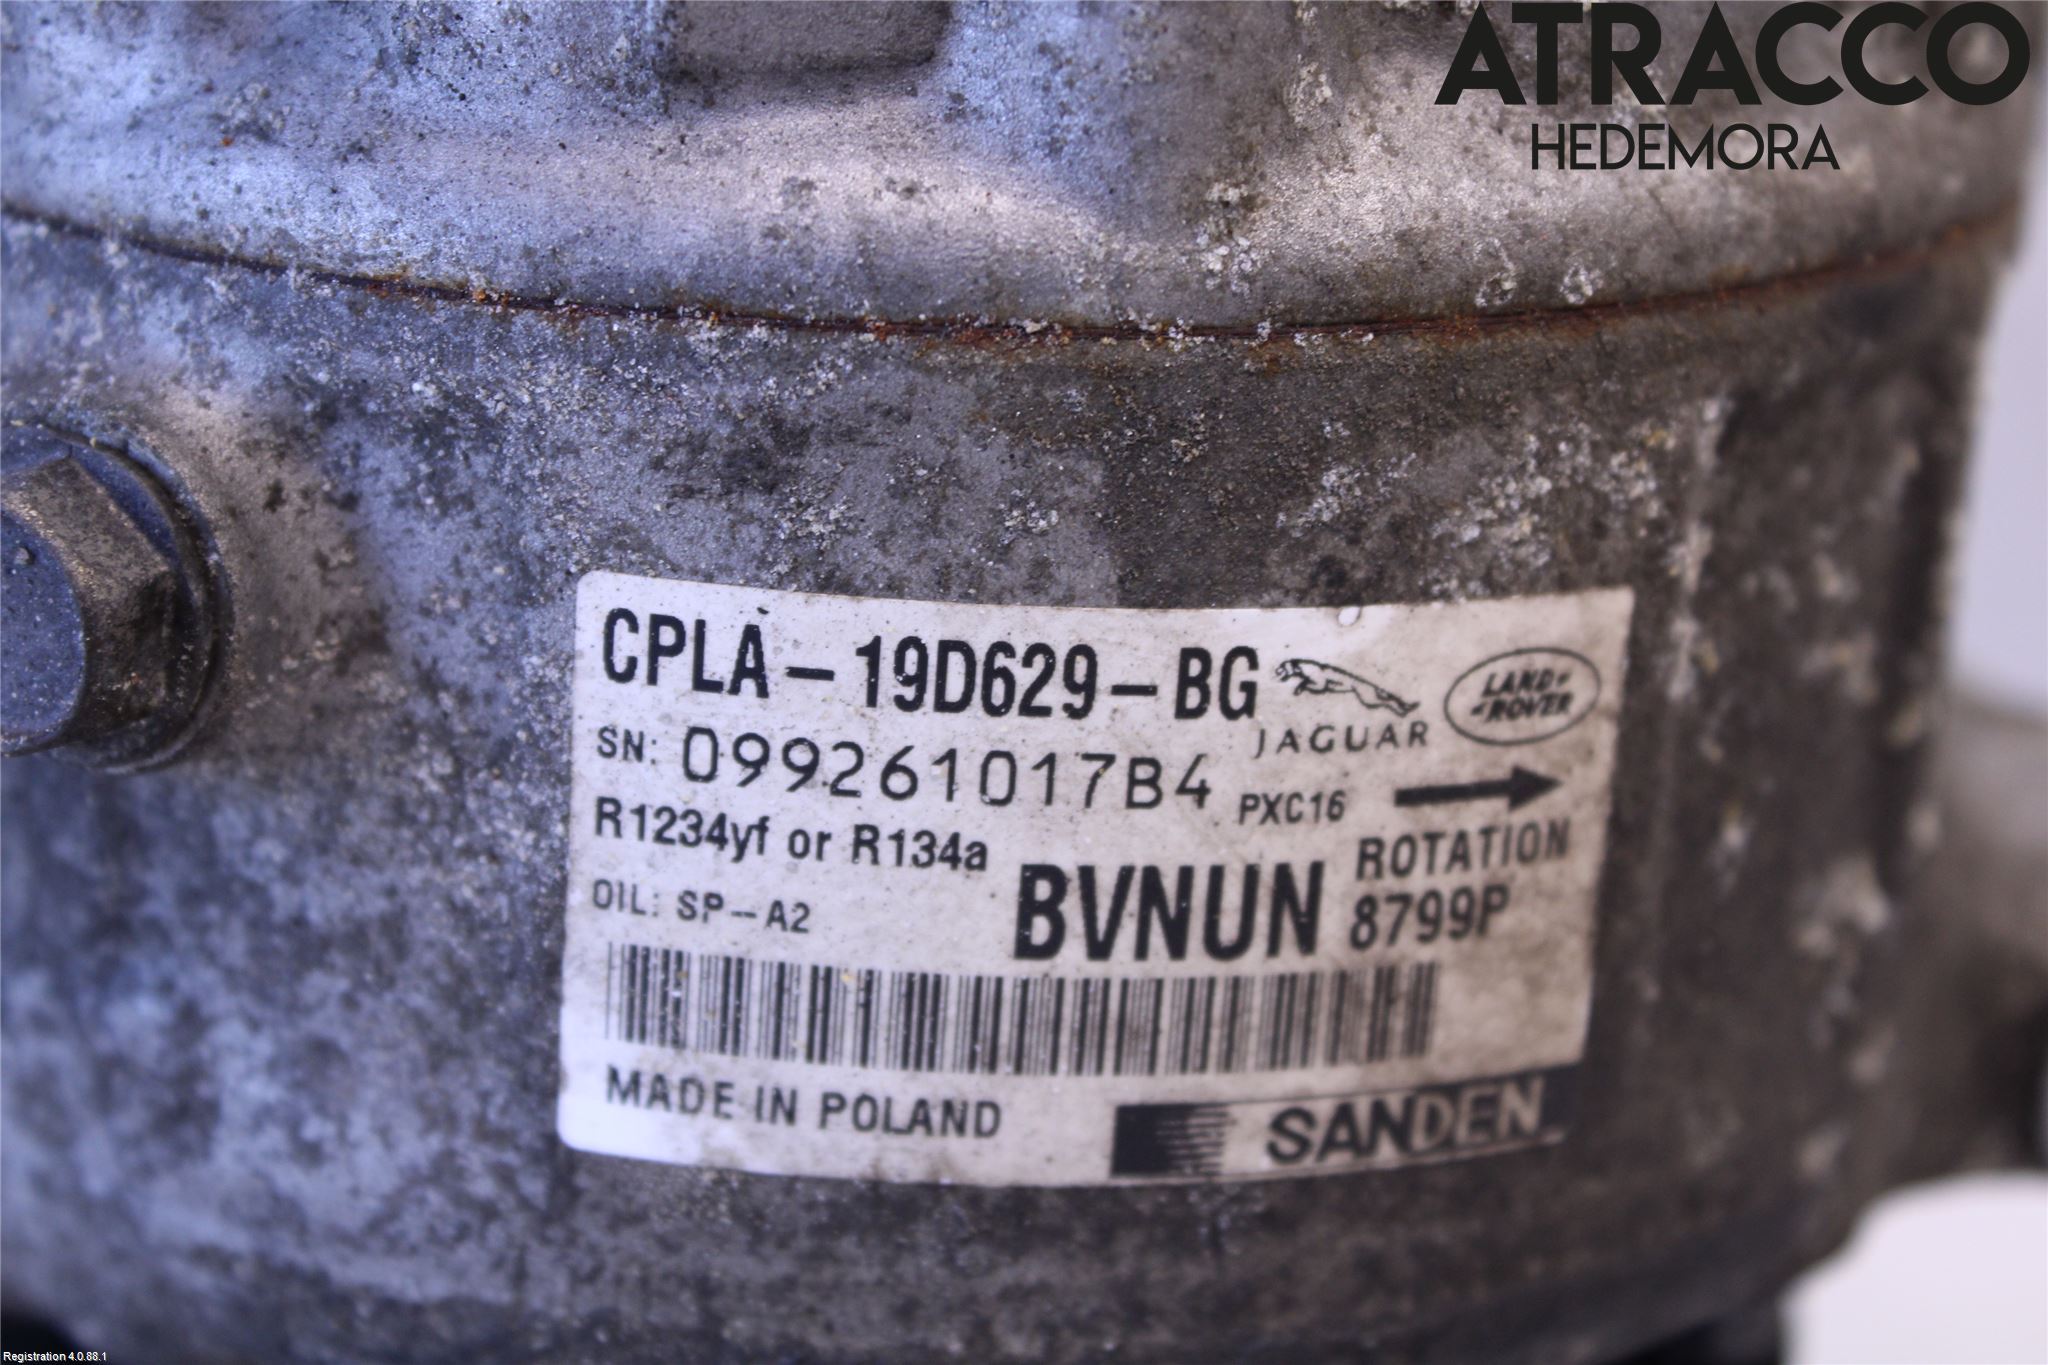 ATRACCO
HEDEMORA
CPLA-19D629-BG
JAGUAR
LAND ROVER
SN: 099261017B4
PXC16
R1234yf or R134a
ROTATION
OIL: SP-A2
BVNUN
8799P
MADE IN POLAND
SANDEN
Registration 4.0.88.1